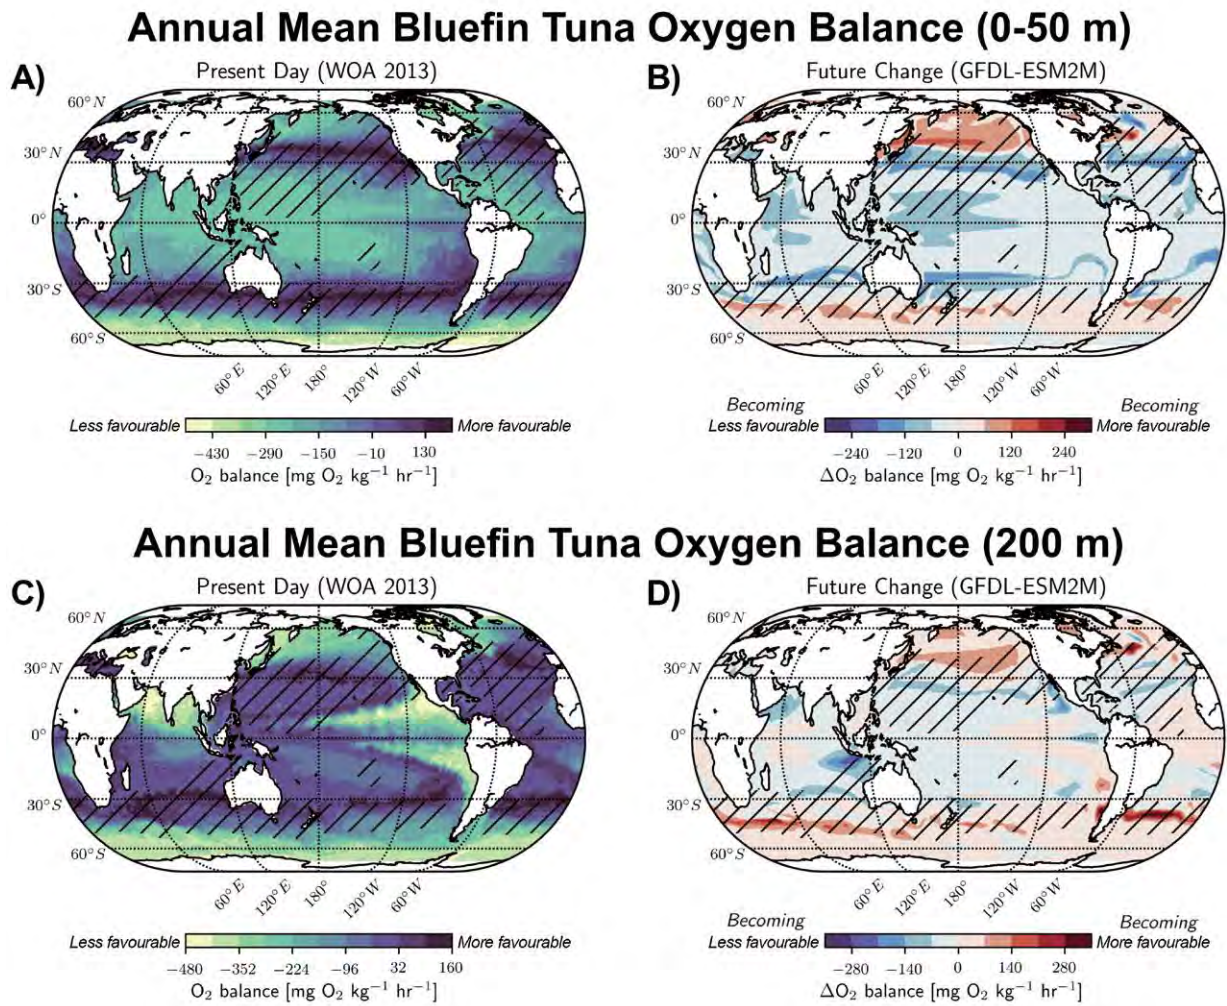 Annual Mean Bluefin Tuna Oxygen Balance (0-50 m)
A)
Present Day (WOA 2013)
60°N
30°N
0°
30°S
60°S
60°E
120°E
180°
120°W
60°W
Less favourable
More favourable
−430 −290 −150 −10 130
O₂ balance [mg O₂ kg⁻¹ hr⁻¹]
B)
Future Change (GFDL-ESM2M)
60°N
30°N
0°
30°S
60°S
60°E
120°E
180°
120°W
60°W
Becoming
Less favourable
Becoming
More favourable
−240 −120 0 120 240
ΔO₂ balance [mg O₂ kg⁻¹ hr⁻¹]
Annual Mean Bluefin Tuna Oxygen Balance (200 m)
C)
Present Day (WOA 2013)
60°N
30°N
0°
30°S
60°S
60°E
120°E
180°
120°W
60°W
Less favourable
More favourable
−480 −352 −224 −96 32 160
O₂ balance [mg O₂ kg⁻¹ hr⁻¹]
D)
Future Change (GFDL-ESM2M)
60°N
30°N
0°
30°S
60°S
60°E
120°E
180°
120°W
60°W
Becoming
Less favourable
Becoming
More favourable
−280 −140 0 140 280
ΔO₂ balance [mg O₂ kg⁻¹ hr⁻¹]